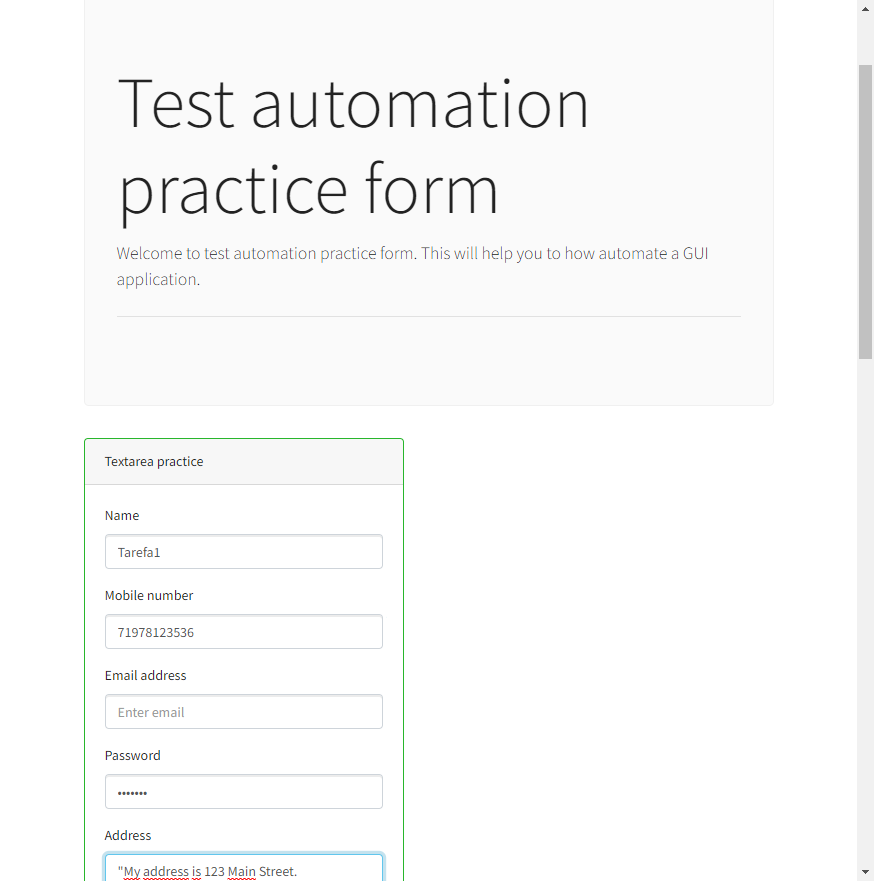 Test automation
practice form
Welcome to test automation practice form. This will help you to how automate a GUI
application.
Textarea practice
Name
Tarefa1
Mobile number
71978123536
Email address
Enter email
Password
•••••••
Address
"My address is 123 Main Street.